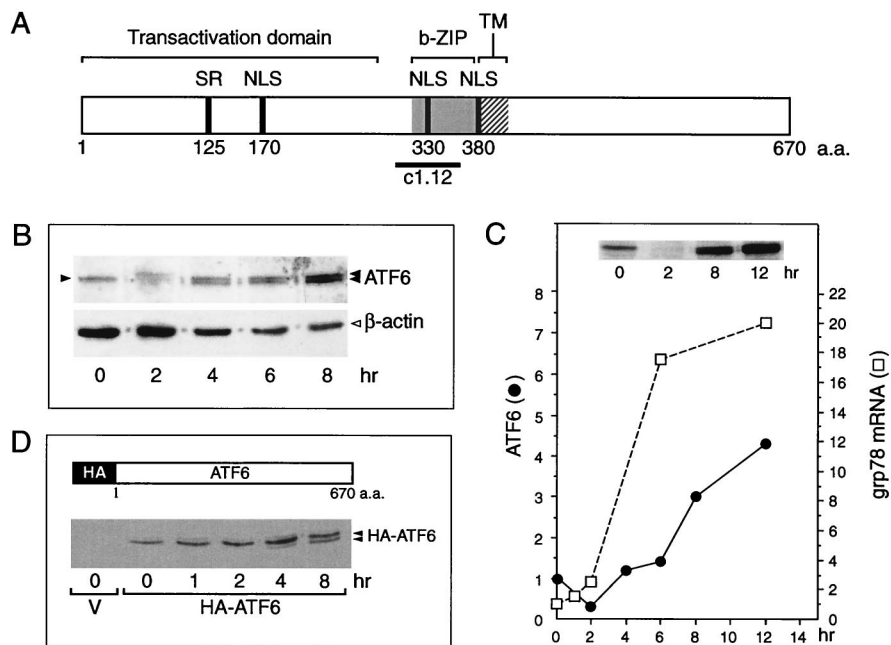 A
Transactivation domain
b-ZIP
TM
SR NLS NLS NLS
1 125 170 330 380 670 a.a.
c1.12
B
ATF6
β-actin
0 2 4 6 8 hr
C
0 2 8 12 hr
ATF6 (●)
8
7
6
5
4
3
2
1
0
grp78 mRNA (□)
22
20
18
16
14
12
10
8
6
4
2
0
0 2 4 6 8 10 12 14 hr
D
HA ATF6
1 670 a.a.
HA-ATF6
0 0 1 2 4 8 hr
V HA-ATF6